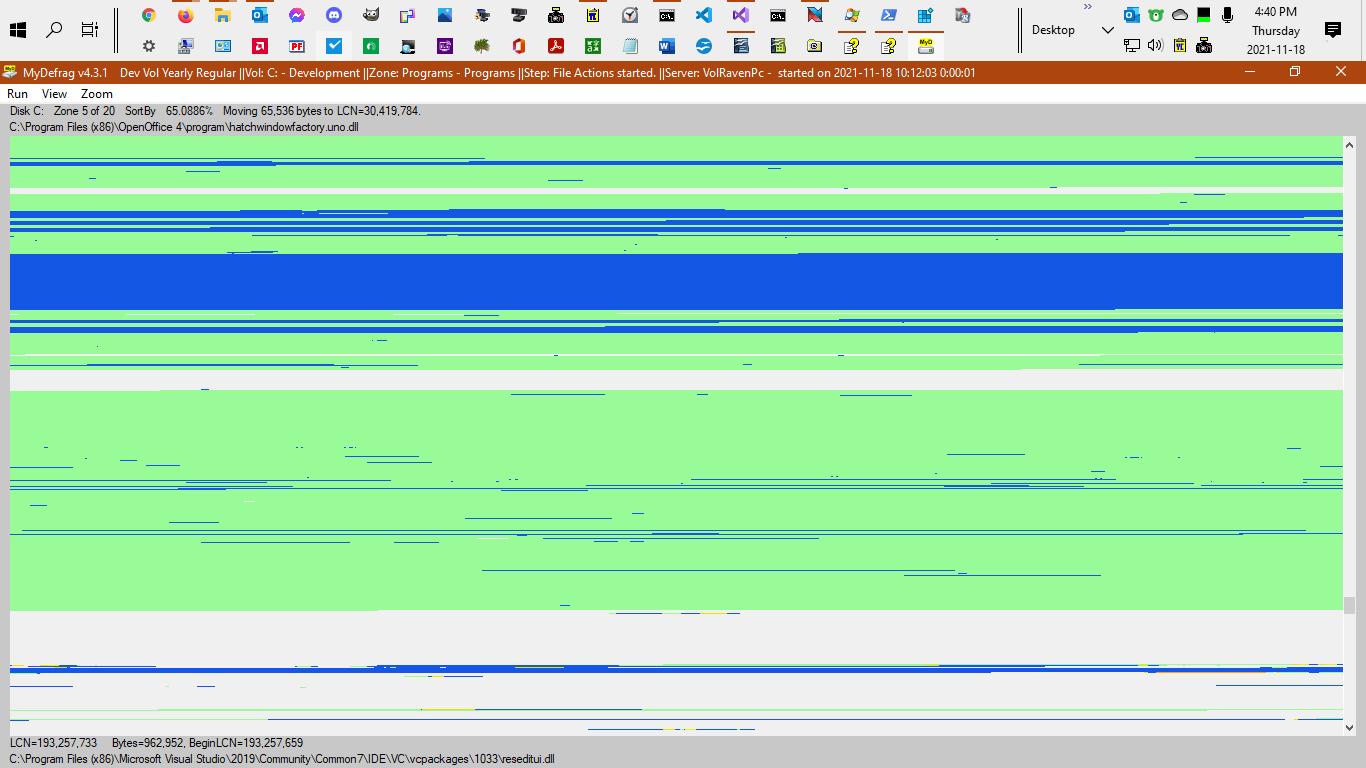 4:40 PM
Thursday
2021-11-18
Desktop
MyDefrag v4.3.1 Dev Vol Yearly Regular ||Vol: C: - Development ||Zone: Programs - Programs ||Step: File Actions started. ||Server: VolRavenPc - started on 2021-11-18 10:12:03 0:00:01
Run View Zoom
Disk C: Zone 5 of 20 SortBy 65.0886% Moving 65,536 bytes to LCN=30,419,784.
C:\Program Files (x86)\OpenOffice 4\program\hatchwindowfactory.uno.dll
LCN=193,257,733 Bytes=962,952, BeginLCN=193,257,659
C:\Program Files (x86)\Microsoft Visual Studio\2019\Community\Common7\IDE\VC\vcpackages\1033\reseditui.dll